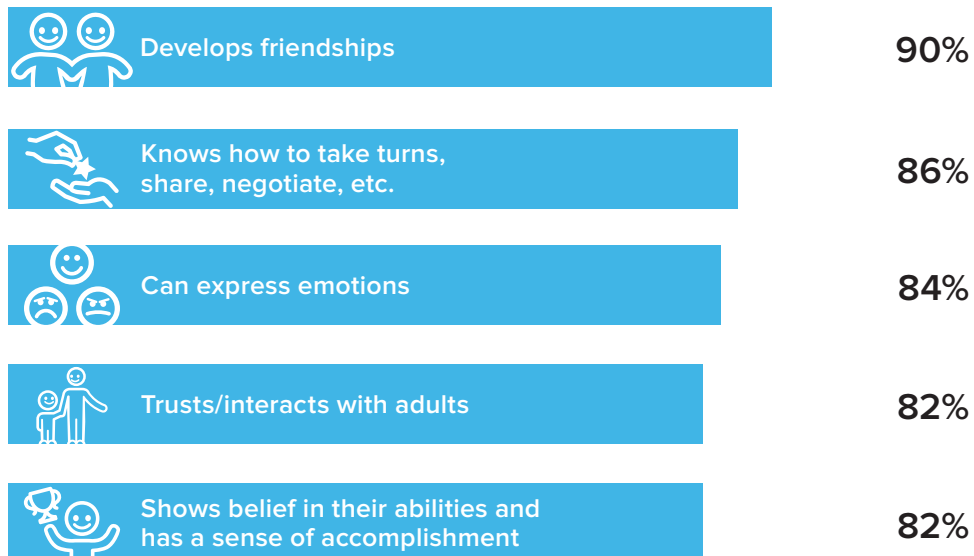 Develops friendships
90%
Knows how to take turns,
share, negotiate, etc.
86%
Can express emotions
84%
Trusts/interacts with adults
82%
Shows belief in their abilities and
has a sense of accomplishment
82%